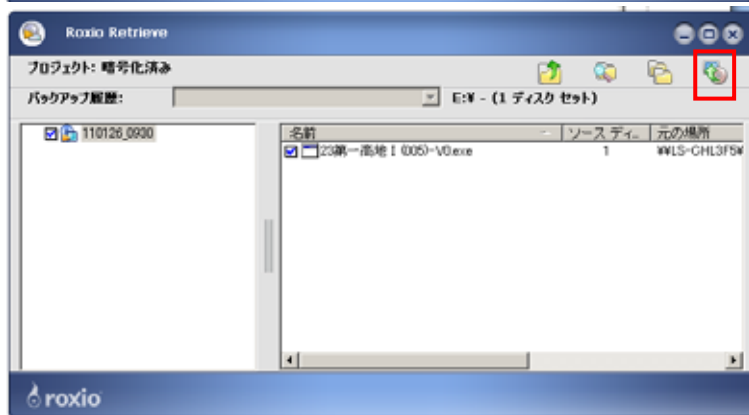 Roxio Retrieve
プロジェクト: 暗号化済み
バックアップ履歴:
E:¥ - (1 ディスク セット)
110126_0930
名前 ソース ディ... 元の場所
23第一高地Ⅰ(005)-V0.exe 1 ¥¥LS-CHL3F5¥
roxio